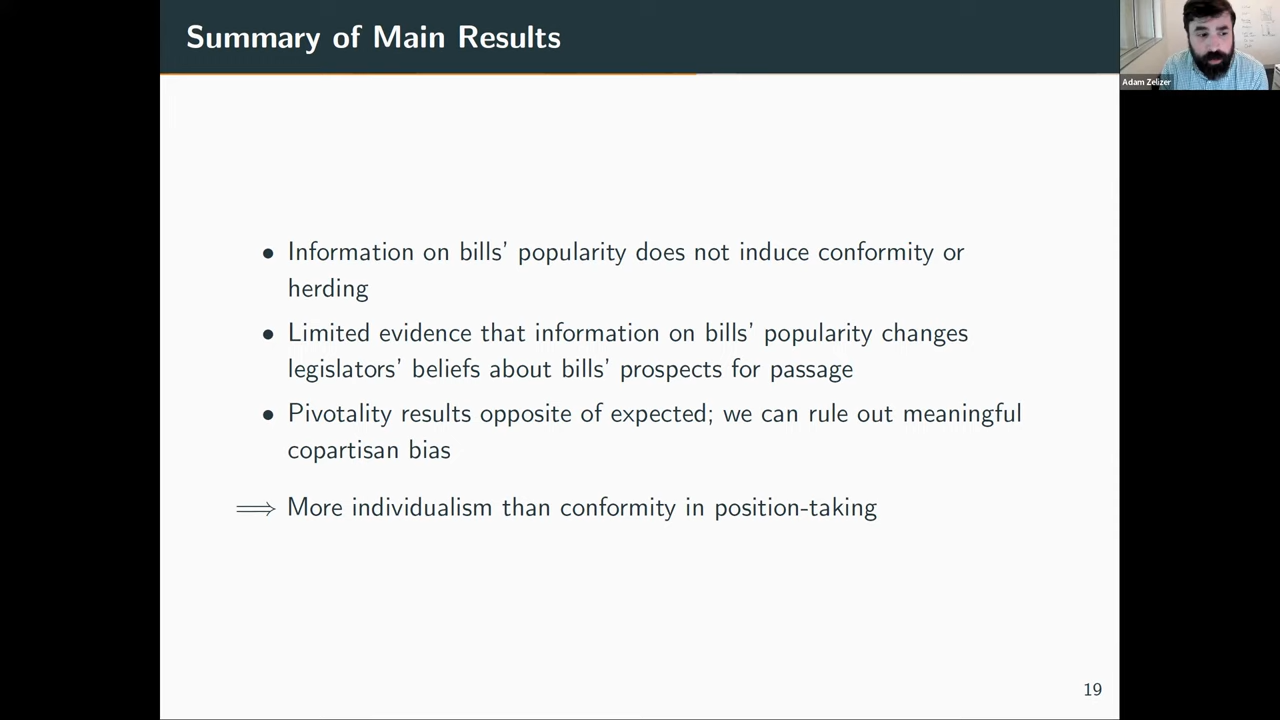 Summary of Main Results
Adam Zelizer
• Information on bills’ popularity does not induce conformity or
herding
• Limited evidence that information on bills’ popularity changes
legislators’ beliefs about bills’ prospects for passage
• Pivotality results opposite of expected; we can rule out meaningful
copartisan bias
⟹ More individualism than conformity in position-taking
19